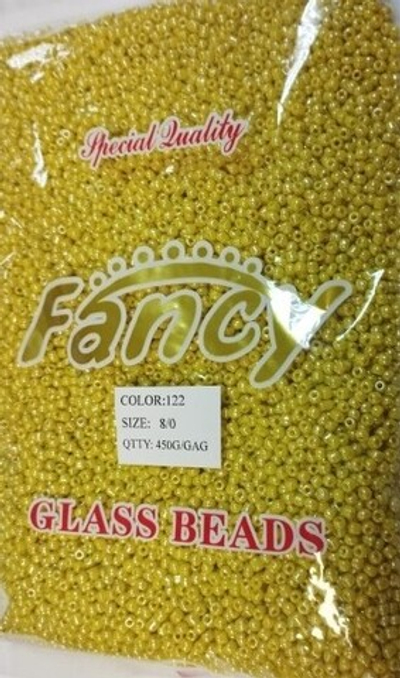 Special Quality
Fancy
COLOR:122
SIZE: 8/0
QTTY: 450G/GAG
GLASS BEADS